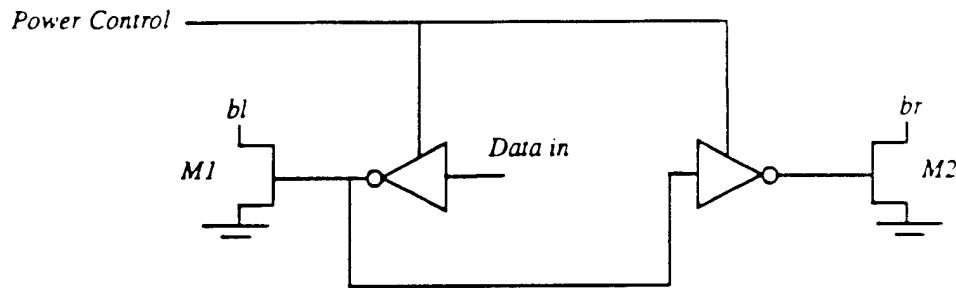 Power Control
bl
br
Data in
M1
M2